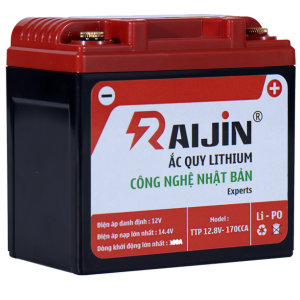 RAIJIN®
ẮC QUY LITHIUM
CÔNG NGHỆ NHẬT BẢN
Experts
Điện áp danh định : 12V
Điện áp nạp lớn nhất : 14.4V
Dòng khởi động lớn nhất :
Model :
TTP 12.8V- 170CCA
Li - PO